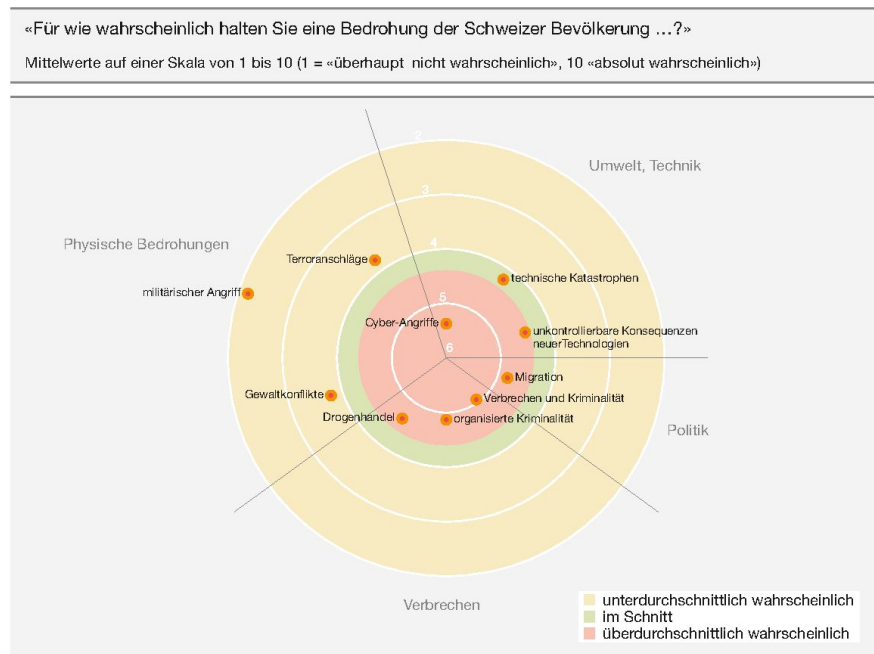 «Für wie wahrscheinlich halten Sie eine Bedrohung der Schweizer Bevölkerung ...?»
Mittelwerte auf einer Skala von 1 bis 10 (1 = «überhaupt nicht wahrscheinlich», 10 «absolut wahrscheinlich»)
2
Umwelt, Technik
3
Physische Bedrohungen
4
Terroranschläge
technische Katastrophen
militärischer Angriff
5
Cyber-Angriffe
unkontrollierbare Konsequenzen
neuerTechnologien
6
Migration
Gewaltkonflikte
Verbrechen und Kriminalität
Drogenhandel
organisierte Kriminalität
Politik
Verbrechen
unterdurchschnittlich wahrscheinlich
im Schnitt
überdurchschnittlich wahrscheinlich